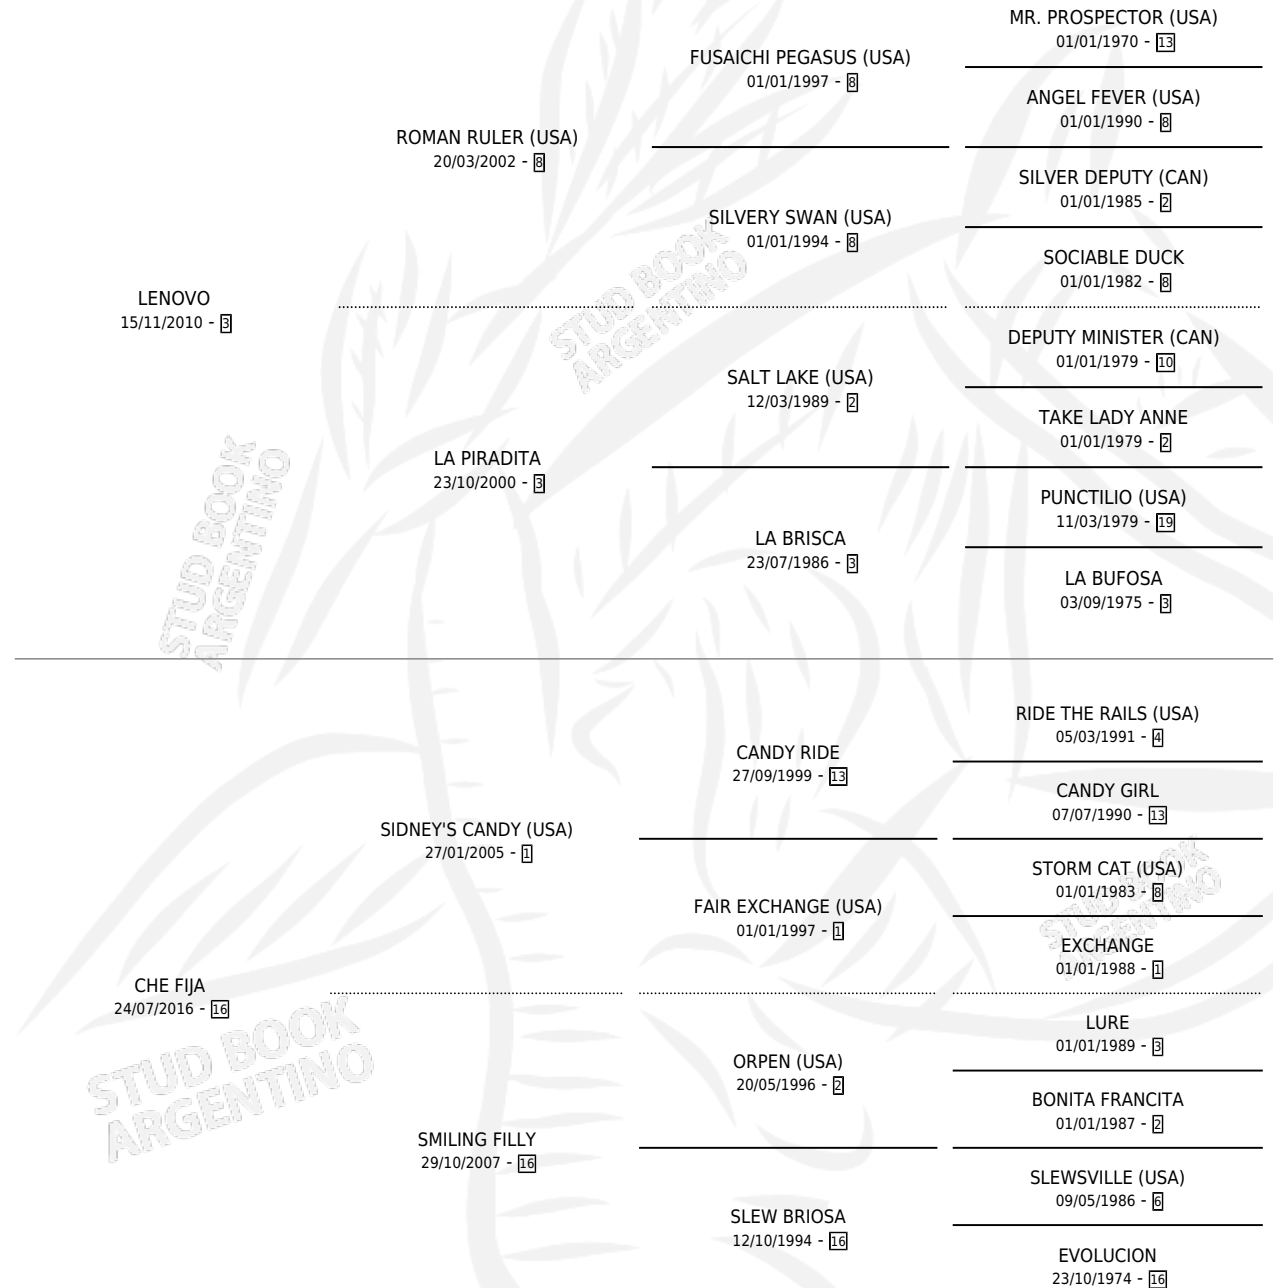 MR. PROSPECTOR (USA)
01/01/1970 - 13
FUSAICHI PEGASUS (USA)
01/01/1997 - 8
ANGEL FEVER (USA)
01/01/1990 - 8
ROMAN RULER (USA)
20/03/2002 - 8
SILVER DEPUTY (CAN)
01/01/1985 - 2
SILVERY SWAN (USA)
01/01/1994 - 8
SOCIABLE DUCK
01/01/1982 - 8
LENOVO
15/11/2010 - 3
STUD BOOK
ARGENTINO
DEPUTY MINISTER (CAN)
01/01/1979 - 10
SALT LAKE (USA)
12/03/1989 - 2
TAKE LADY ANNE
01/01/1979 - 2
LA PIRADITA
23/10/2000 - 3
PUNCTILIO (USA)
11/03/1979 - 19
LA BRISCA
23/07/1986 - 3
LA BUFOSA
03/09/1975 - 3
STUD BOOK
ARGENTINO
RIDE THE RAILS (USA)
05/03/1991 - 4
CANDY RIDE
27/09/1999 - 13
CANDY GIRL
07/07/1990 - 13
SIDNEY'S CANDY (USA)
27/01/2005 - 1
STORM CAT (USA)
01/01/1983 - 8
FAIR EXCHANGE (USA)
01/01/1997 - 1
STUD BOOK
ARGENTINO
EXCHANGE
01/01/1988 - 1
CHE FIJA
24/07/2016 - 16
STUD BOOK
ARGENTINO
LURE
01/01/1989 - 3
ORPEN (USA)
20/05/1996 - 2
BONITA FRANCITA
01/01/1987 - 2
SMILING FILLY
29/10/2007 - 16
SLEWSVILLE (USA)
09/05/1986 - 6
SLEW BRIOSA
12/10/1994 - 16
EVOLUCION
23/10/1974 - 16